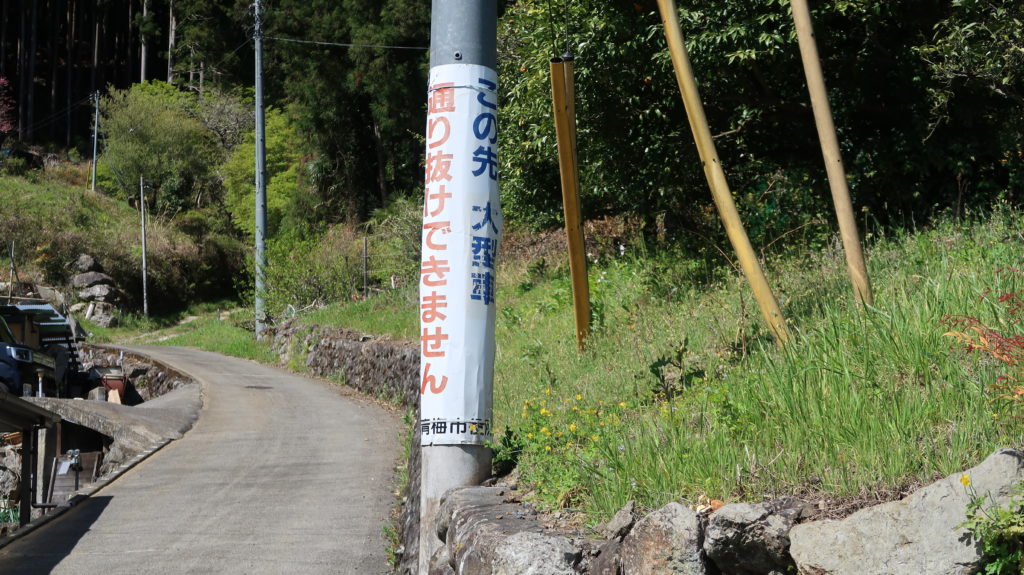 この先 大型車
通り抜けできません
青梅市